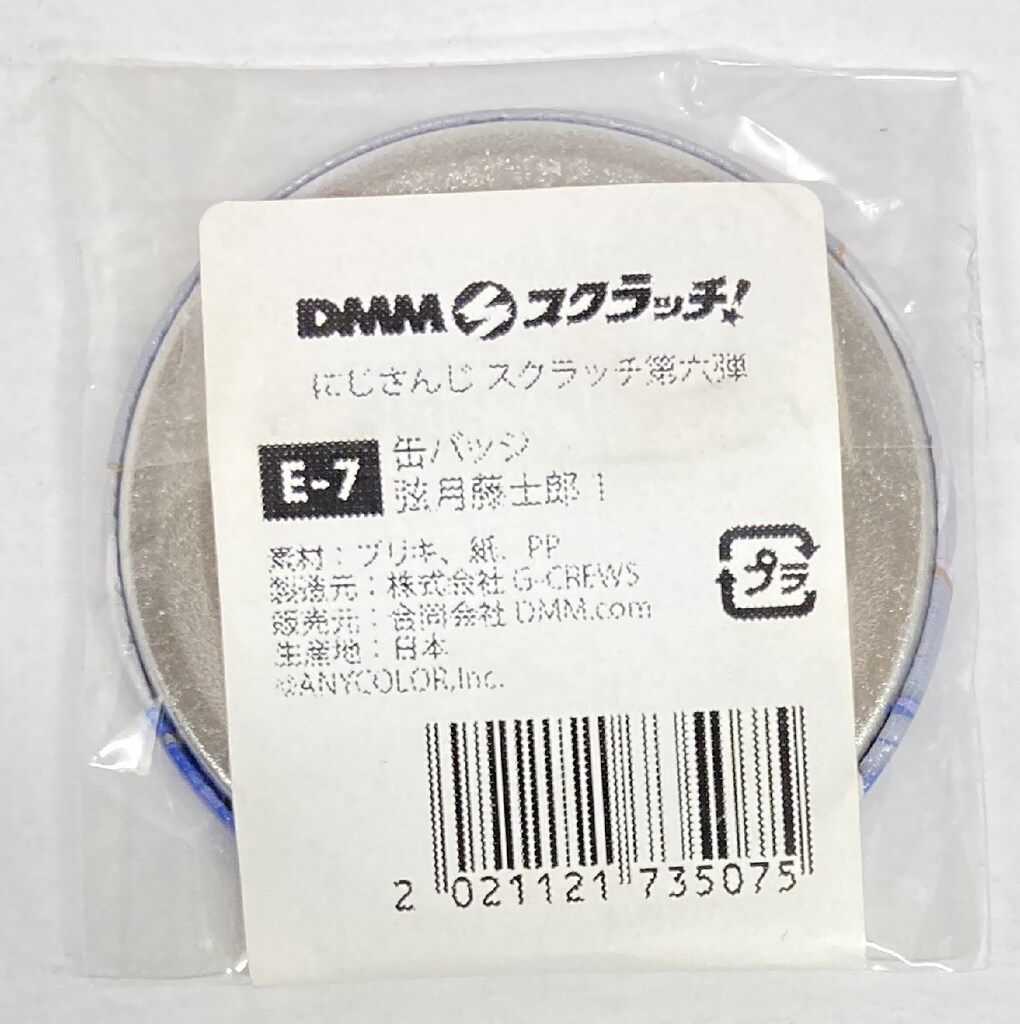 DMM スクラッチ!
にじさんじ スクラッチ第六弾
E-7
缶バッジ
弦月藤士郎 1
素材：ブリキ、紙、PP
製造元：株式会社 G-CREWS
販売元：合同会社 DMM.com
生産地：日本
©ANYCOLOR,Inc.
プラ
2 021121 735075